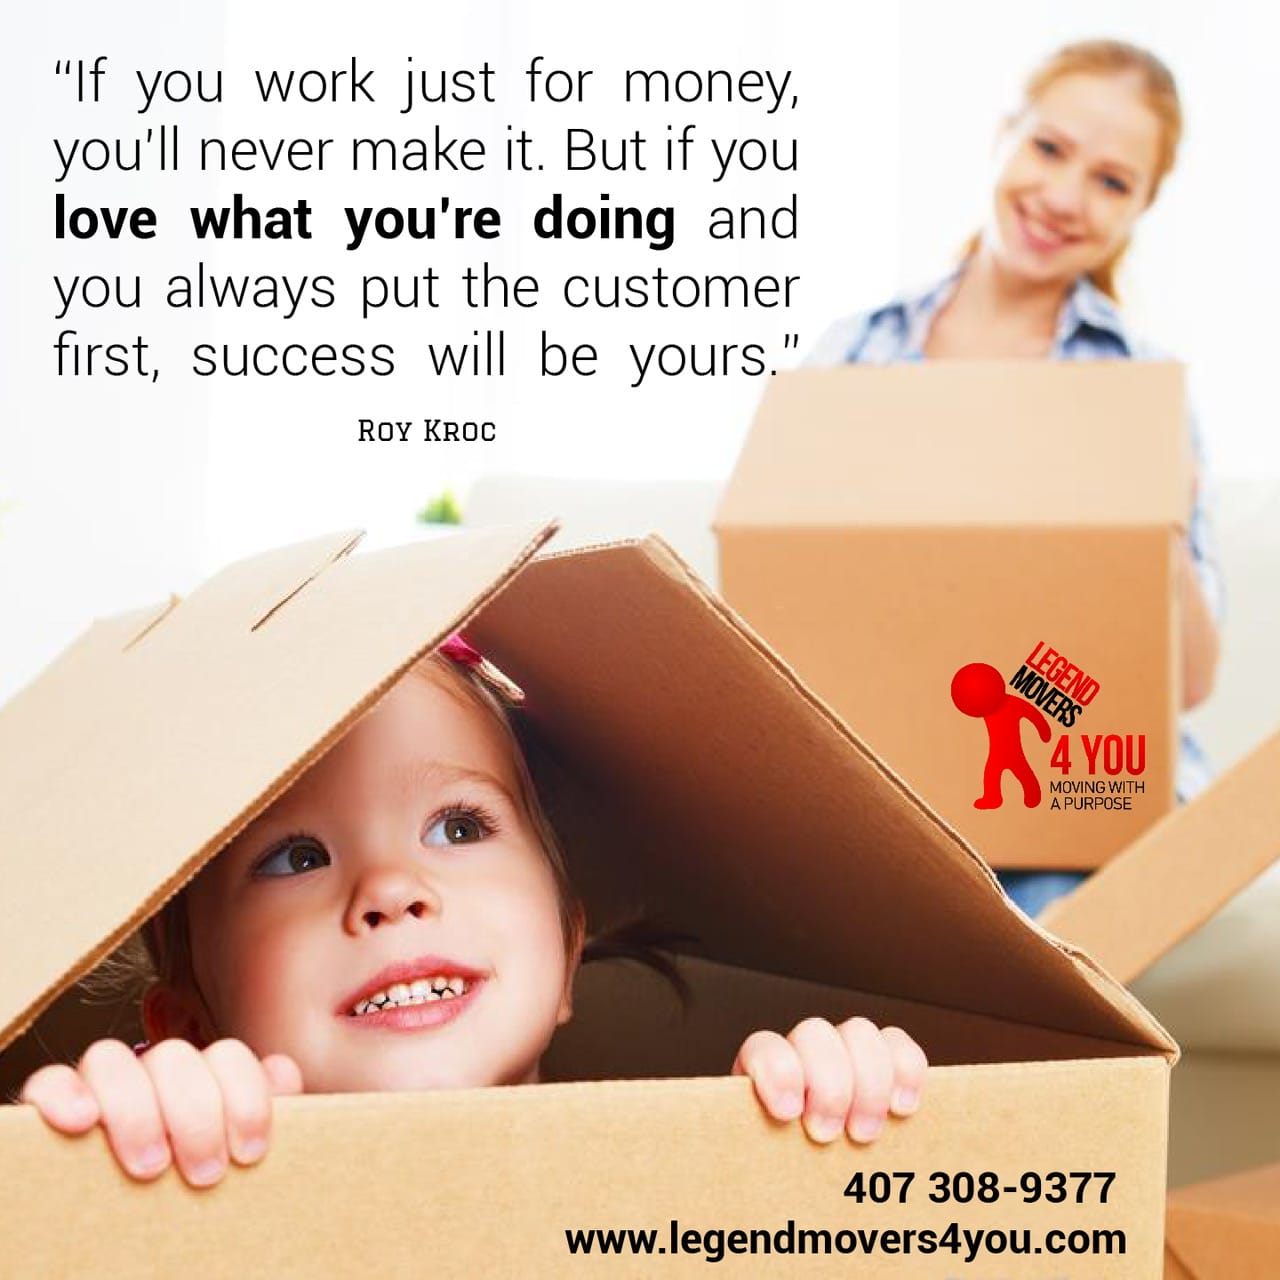 “If you work just for money,
you'll never make it. But if you
love what you're doing and
you always put the customer
first, success will be yours.”
Roy Kroc
LEGEND
MOVERS
4 YOU
MOVING WITH
A PURPOSE
407 308-9377
www.legendmovers4you.com